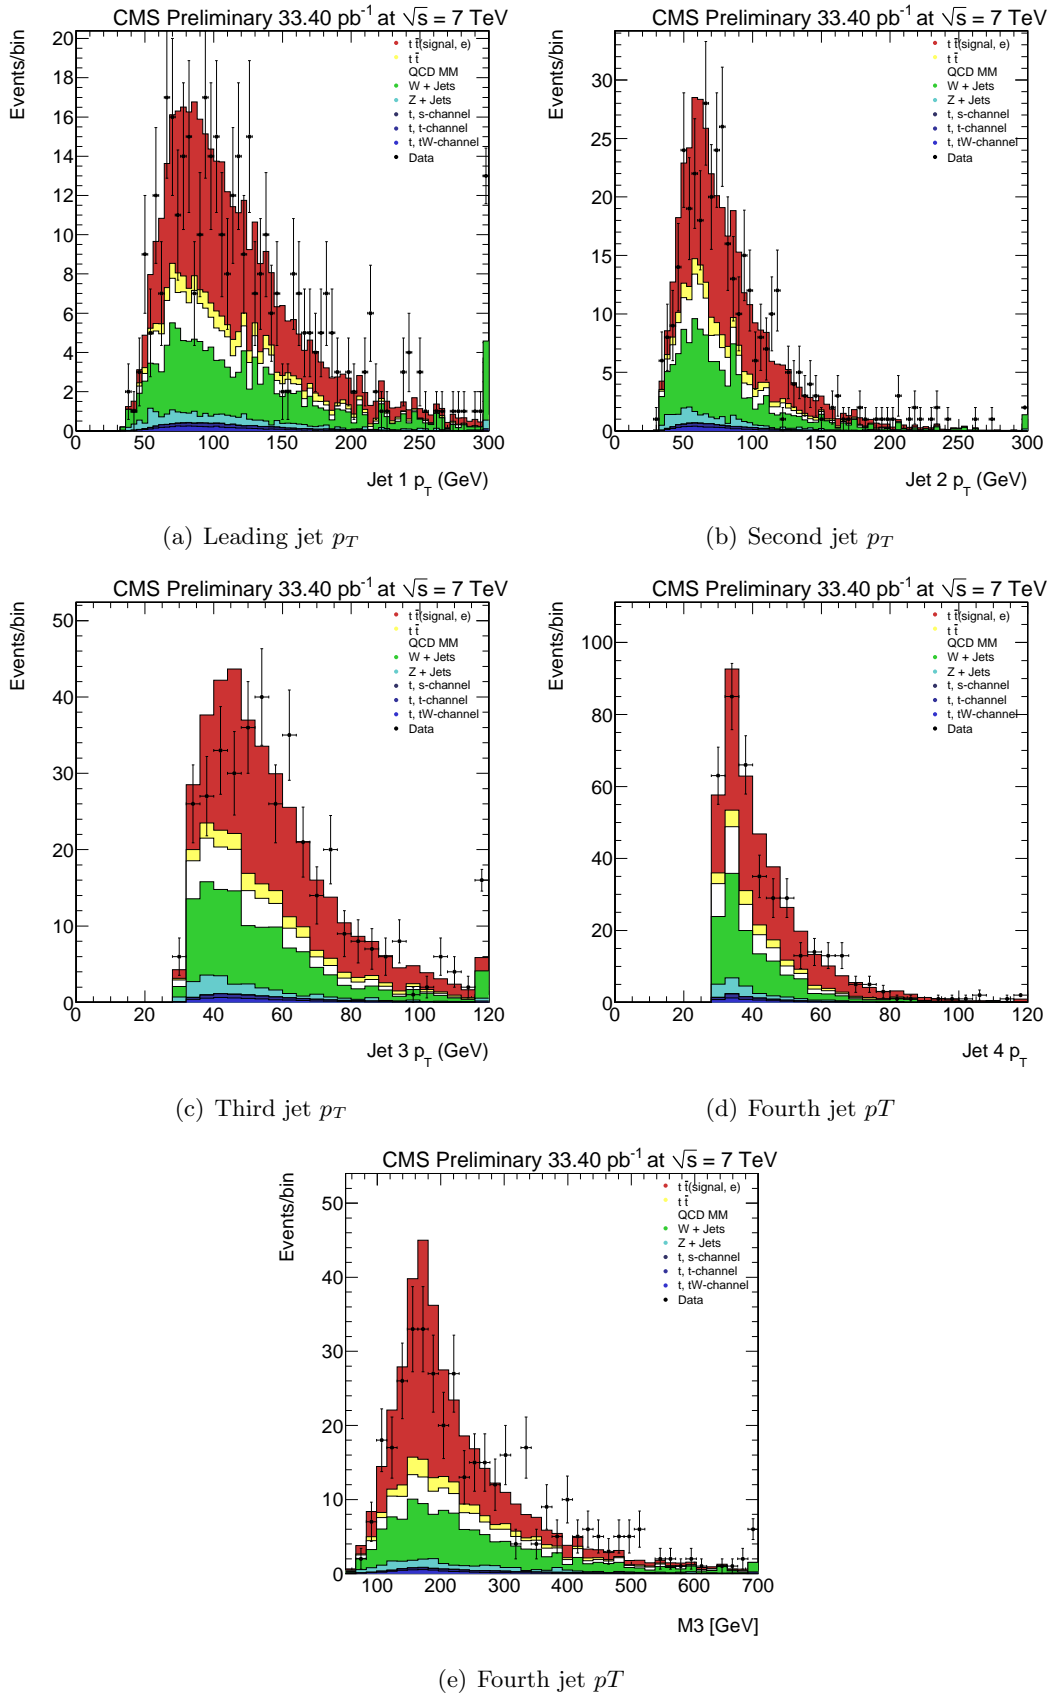 CMS Preliminary 33.40 pb⁻¹ at √s = 7 TeV
Events/bin
20
18
16
14
12
10
8
6
4
2
0
t t̄(signal, e)
t t̄
QCD MM
W + Jets
Z + Jets
t, s-channel
t, t-channel
t, tW-channel
Data
0 50 100 150 200 250 300
Jet 1 p_T (GeV)
(a) Leading jet p_T
CMS Preliminary 33.40 pb⁻¹ at √s = 7 TeV
Events/bin
30
25
20
15
10
5
0
t t̄(signal, e)
t t̄
QCD MM
W + Jets
Z + Jets
t, s-channel
t, t-channel
t, tW-channel
Data
0 50 100 150 200 250 300
Jet 2 p_T (GeV)
(b) Second jet p_T
CMS Preliminary 33.40 pb⁻¹ at √s = 7 TeV
Events/bin
50
40
30
20
10
0
t t̄(signal, e)
t t̄
QCD MM
W + Jets
Z + Jets
t, s-channel
t, t-channel
t, tW-channel
Data
0 20 40 60 80 100 120
Jet 3 p_T (GeV)
(c) Third jet p_T
CMS Preliminary 33.40 pb⁻¹ at √s = 7 TeV
Events/bin
100
80
60
40
20
0
t t̄(signal, e)
t t̄
QCD MM
W + Jets
Z + Jets
t, s-channel
t, t-channel
t, tW-channel
Data
0 20 40 60 80 100 120
Jet 4 p_T
(d) Fourth jet pT
CMS Preliminary 33.40 pb⁻¹ at √s = 7 TeV
Events/bin
50
40
30
20
10
0
t t̄(signal, e)
t t̄
QCD MM
W + Jets
Z + Jets
t, s-channel
t, t-channel
t, tW-channel
Data
100 200 300 400 500 600 700
M3 [GeV]
(e) Fourth jet pT